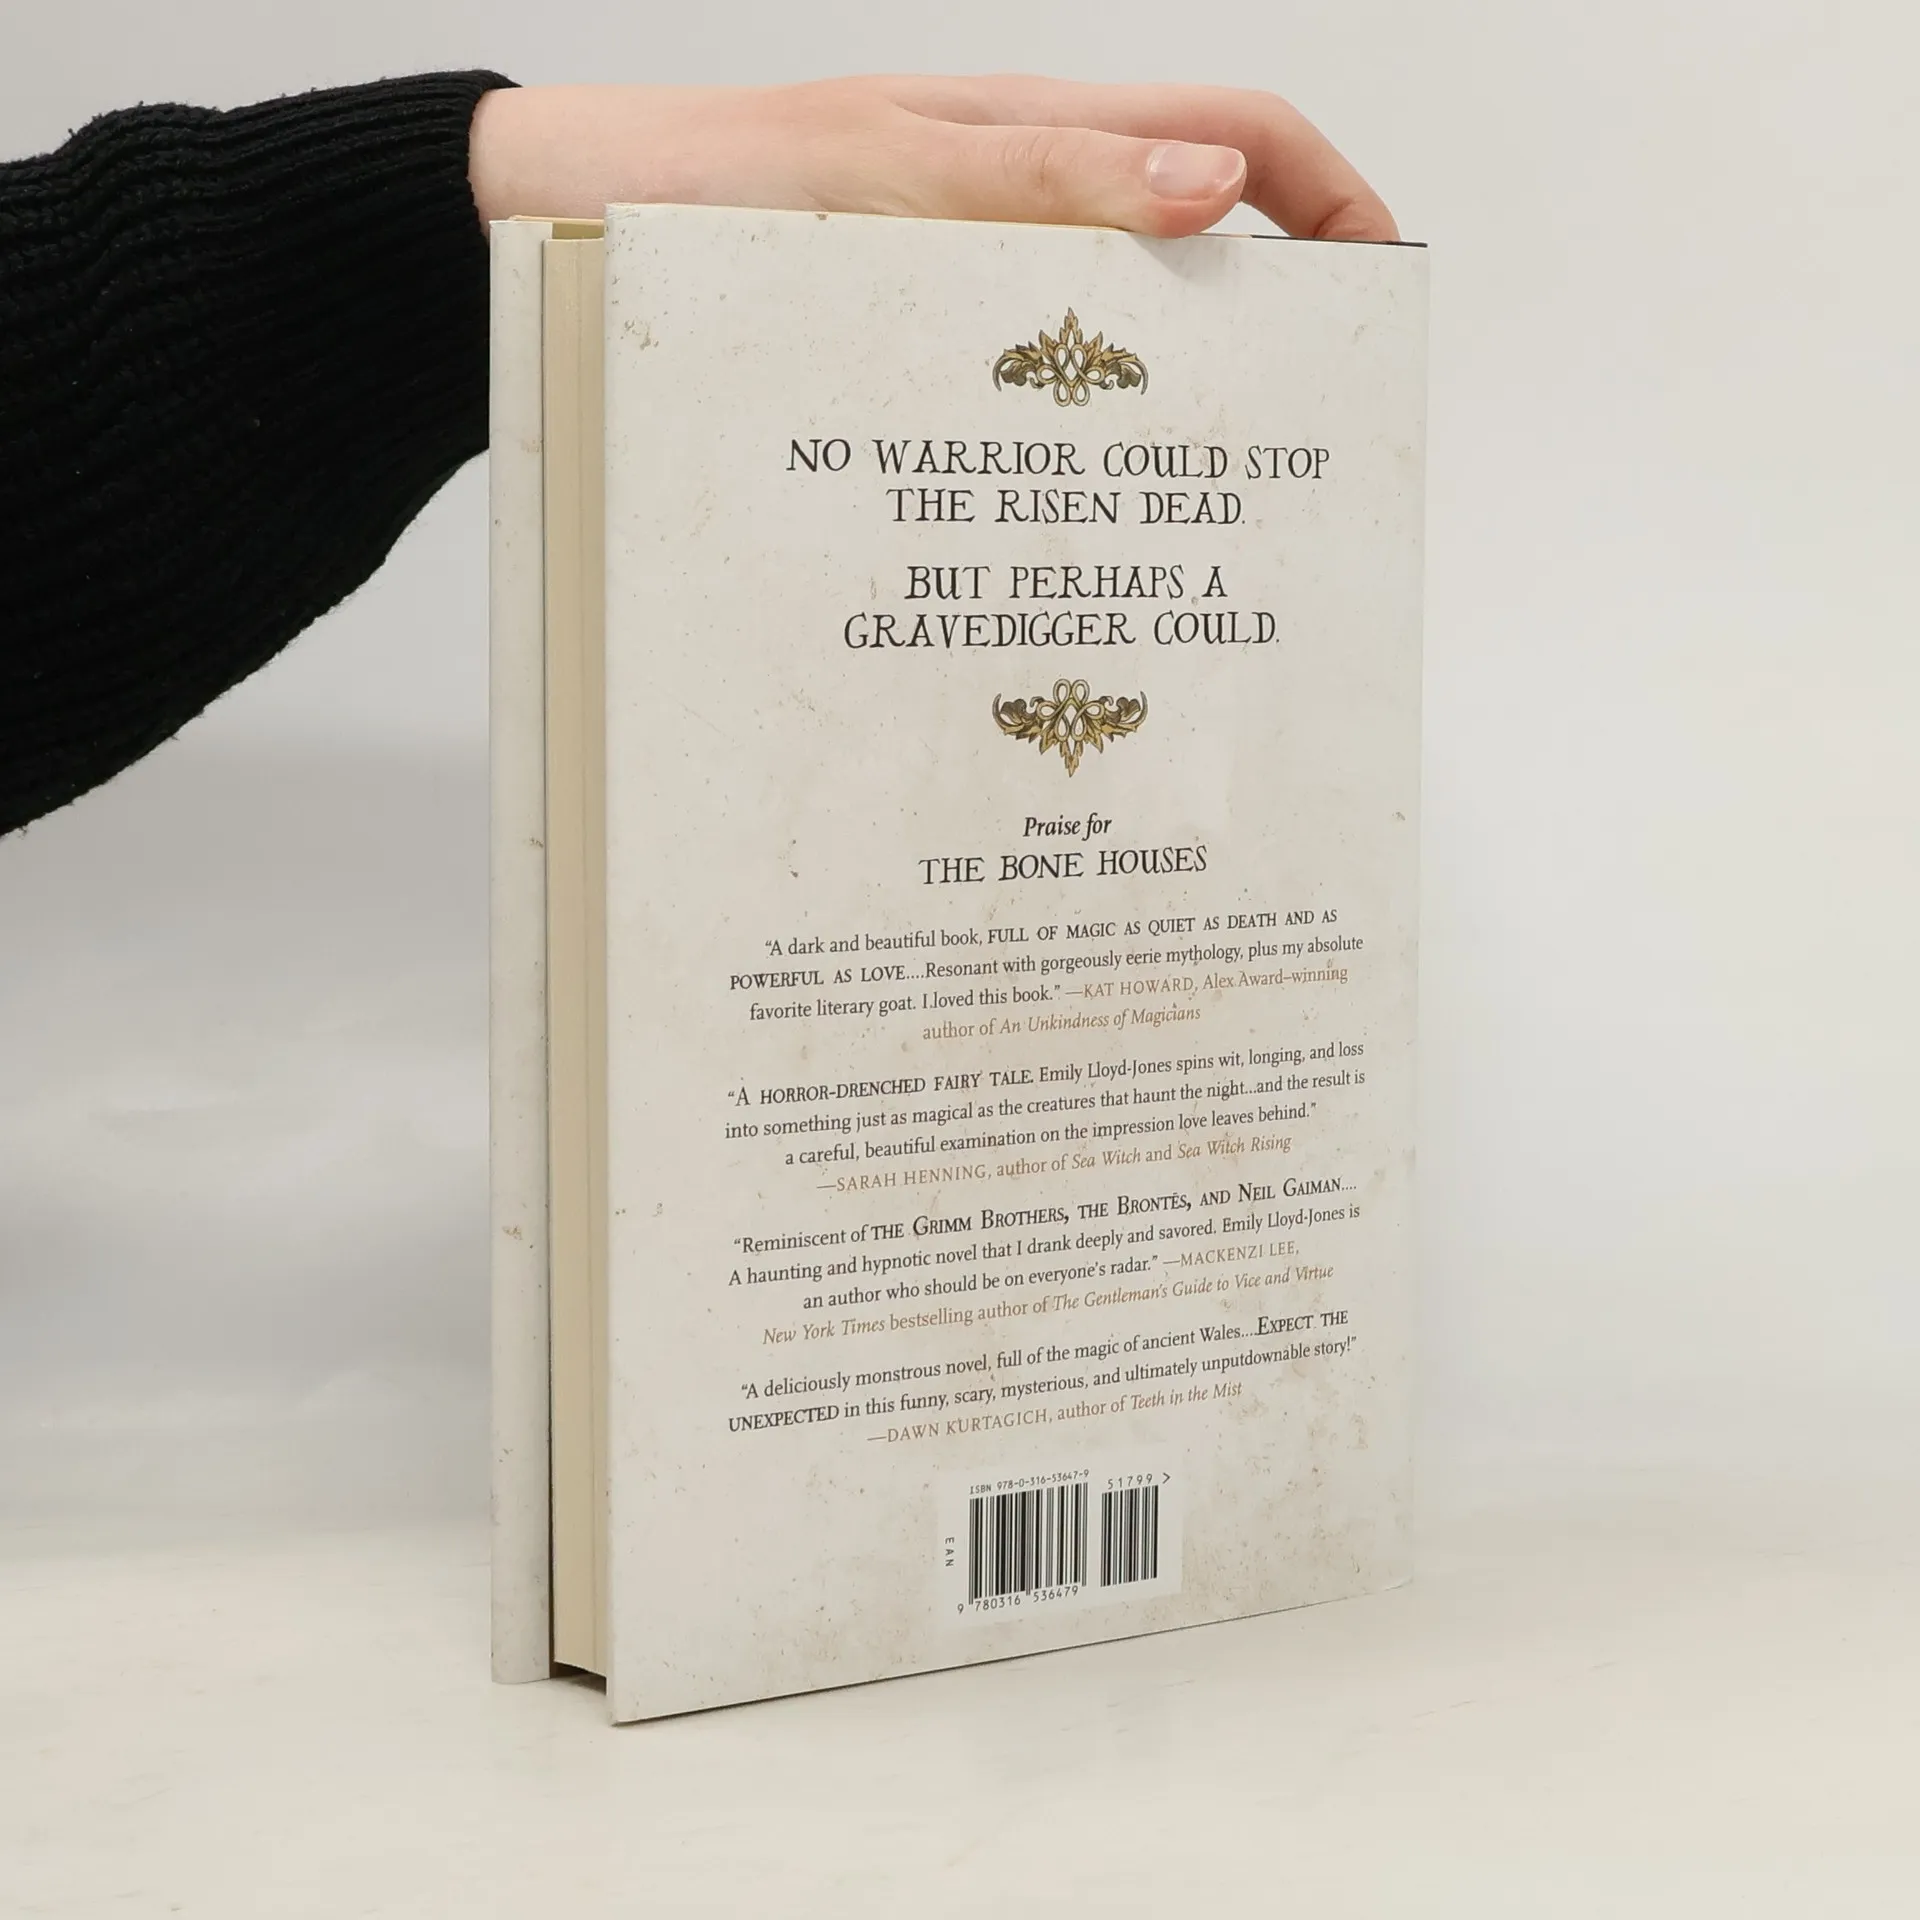 NO WARRIOR COULD STOP
THE RISEN DEAD.
BUT PERHAPS A
GRAVEDIGGER COULD.
Praise for
THE BONE HOUSES
“A dark and beautiful book, FULL OF MAGIC AS QUIET AS DEATH AND AS
POWERFUL AS LOVE....Resonant with gorgeously eerie mythology, plus my absolute
favorite literary goat. I loved this book.” —KAT HOWARD, Alex Award–winning
author of An Unkindness of Magicians
“A HORROR-DRENCHED FAIRY TALE. Emily Lloyd-Jones spins wit, longing, and loss
into something just as magical as the creatures that haunt the night...and the result is
a careful, beautiful examination on the impression love leaves behind.”
—SARAH HENNING, author of Sea Witch and Sea Witch Rising
“Reminiscent of THE GRIMM BROTHERS, THE BRONTËS, AND NEIL GAIMAN....
A haunting and hypnotic novel that I drank deeply and savored. Emily Lloyd-Jones is
an author who should be on everyone's radar.” —MACKENZI LEE,
New York Times bestselling author of The Gentleman's Guide to Vice and Virtue
“A deliciously monstrous novel, full of the magic of ancient Wales....EXPECT THE
UNEXPECTED in this funny, scary, mysterious, and ultimately unputdownable story!”
—DAWN KURTAGICH, author of Teeth in the Mist
ISBN 978-0-316-53647-9
51799 >
EAN
9 780316 536479